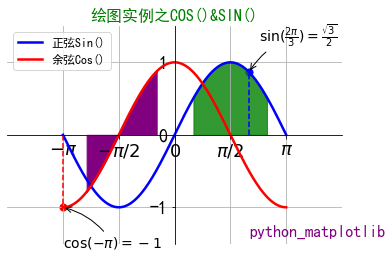 绘图实例之COS()&SIN()
sin(2π/3) = √3/2
正弦Sin()
余弦Cos()
1
0
-π -π/2 0 π/2 π
-1
python_matplotlib
cos(-π) = -1